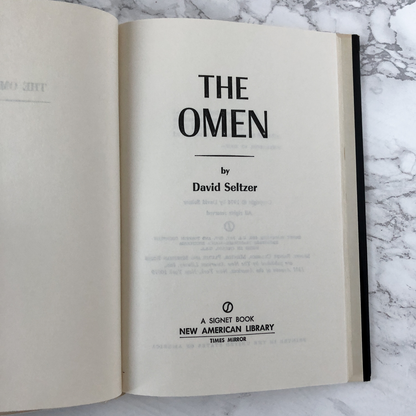 THE
OMEN
by
David Seltzer
A SIGNET BOOK
NEW AMERICAN LIBRARY
TIMES MIRROR